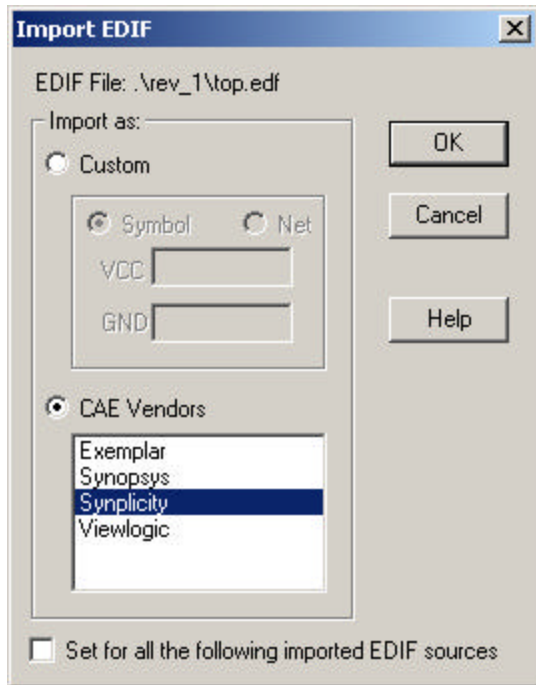 Import EDIF
EDIF File: .\rev_1\top.edf
Import as:
OK
Custom
Cancel
Symbol Net
VCC
GND
Help
CAE Vendors
Exemplar
Synopsys
Synplicity
Viewlogic
Set for all the following imported EDIF sources